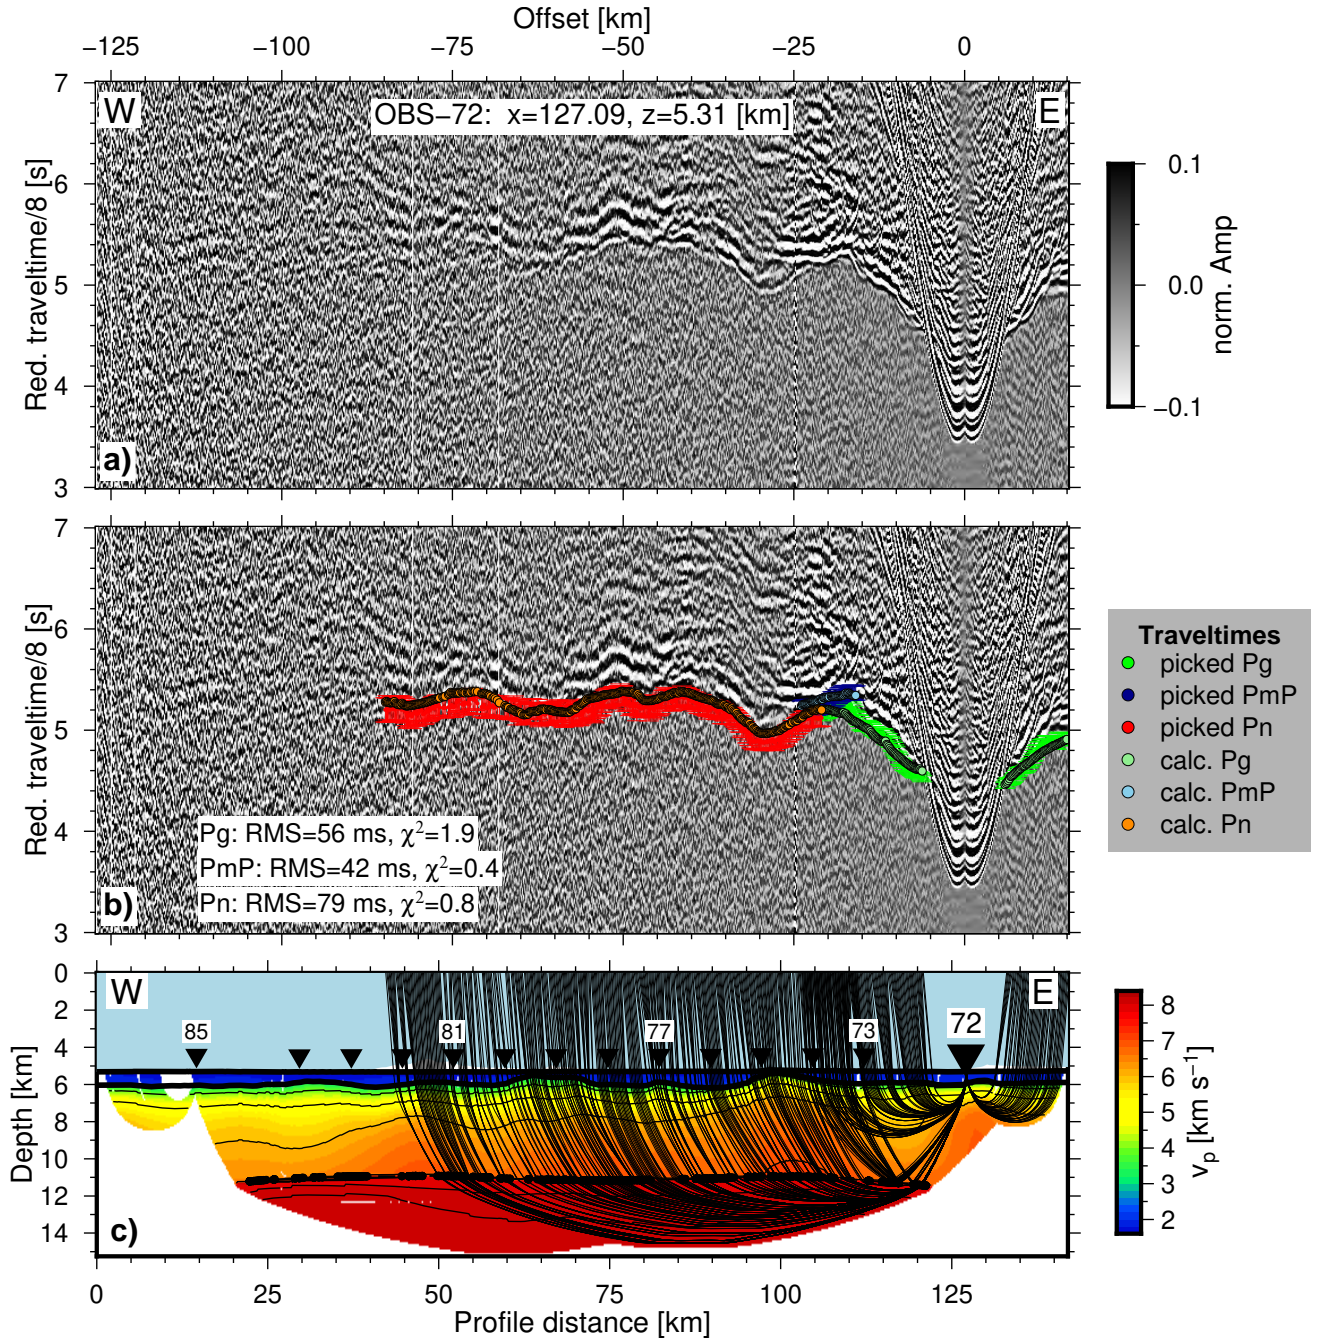 Offset [km]
−125 −100 −75 −50 −25 0
7
6
5
4
3
Red. traveltime/8 [s]
W
OBS−72: x=127.09, z=5.31 [km]
E
a)
0.1
0.0
−0.1
norm. Amp
7
6
5
4
3
Red. traveltime/8 [s]
Pg: RMS=56 ms, χ²=1.9
PmP: RMS=42 ms, χ²=0.4
Pn: RMS=79 ms, χ²=0.8
b)
Traveltimes
picked Pg
picked PmP
picked Pn
calc. Pg
calc. PmP
calc. Pn
0
2
4
6
8
10
12
14
Depth [km]
W
E
85 81 77 73 72
c)
8
7
6
5
4
3
2
vp [km s⁻¹]
0 25 50 75 100 125
Profile distance [km]